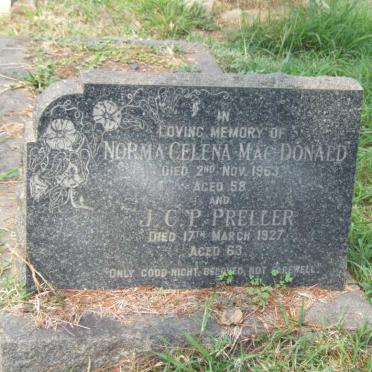 IN
LOVING MEMORY OF
NORMA CELENA MAC DONALD
DIED 2ND NOV. 1963
AGED 58
AND
J. C. P. PRELLER
DIED 17TH MARCH 1927
AGED 63
"ONLY GOOD-NIGHT, BELOVED, NOT FAREWELL"